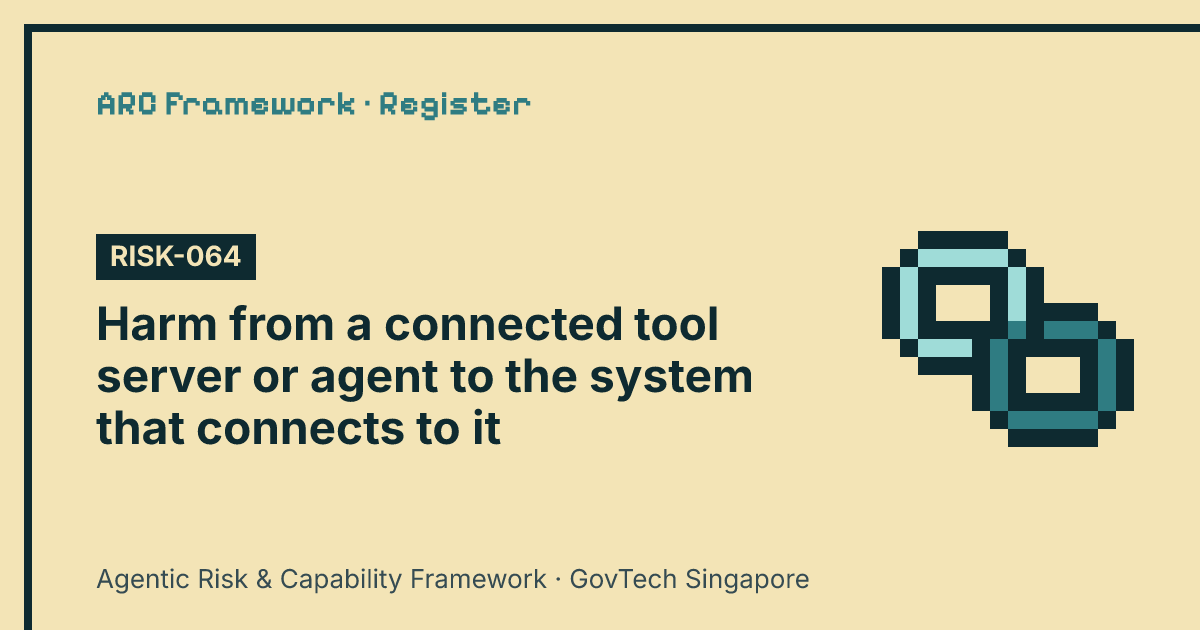 ARC Framework · Register
RISK-064
Harm from a connected tool
server or agent to the system
that connects to it
Agentic Risk & Capability Framework · GovTech Singapore